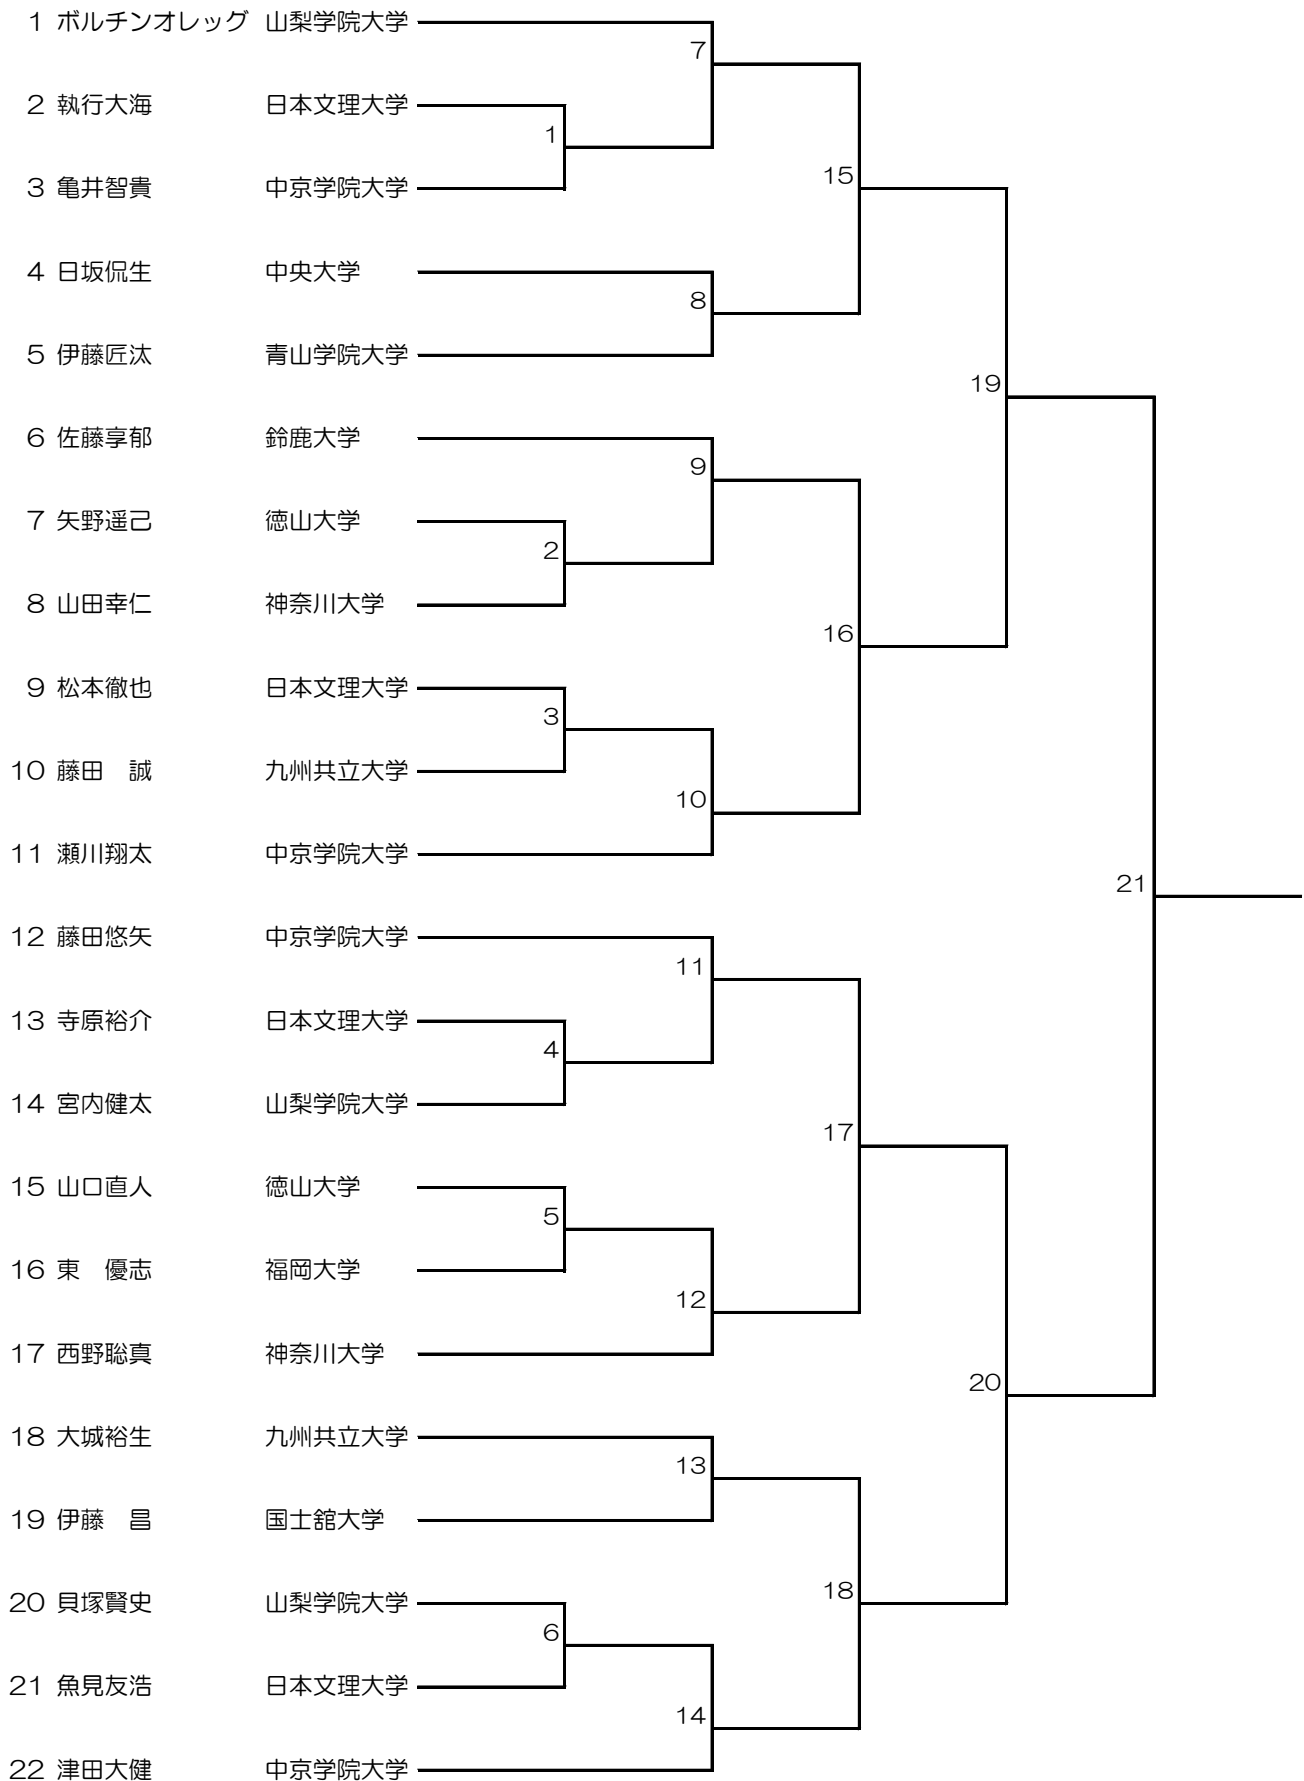 1 ボルチンオレッグ 山梨学院大学
7
2 執行大海 日本文理大学
1
3 亀井智貴 中京学院大学
15
4 日坂侃生 中央大学
8
5 伊藤匠汰 青山学院大学
19
6 佐藤享郁 鈴鹿大学
9
7 矢野遥己 徳山大学
2
8 山田幸仁 神奈川大学
16
9 松本徹也 日本文理大学
3
10 藤田　誠 九州共立大学
10
11 瀬川翔太 中京学院大学
21
12 藤田悠矢 中京学院大学
11
13 寺原裕介 日本文理大学
4
14 宮内健太 山梨学院大学
17
15 山口直人 徳山大学
5
16 東　優志 福岡大学
12
17 西野聡真 神奈川大学
20
18 大城裕生 九州共立大学
13
19 伊藤　昌 国士舘大学
18
20 貝塚賢史 山梨学院大学
6
21 魚見友浩 日本文理大学
14
22 津田大健 中京学院大学